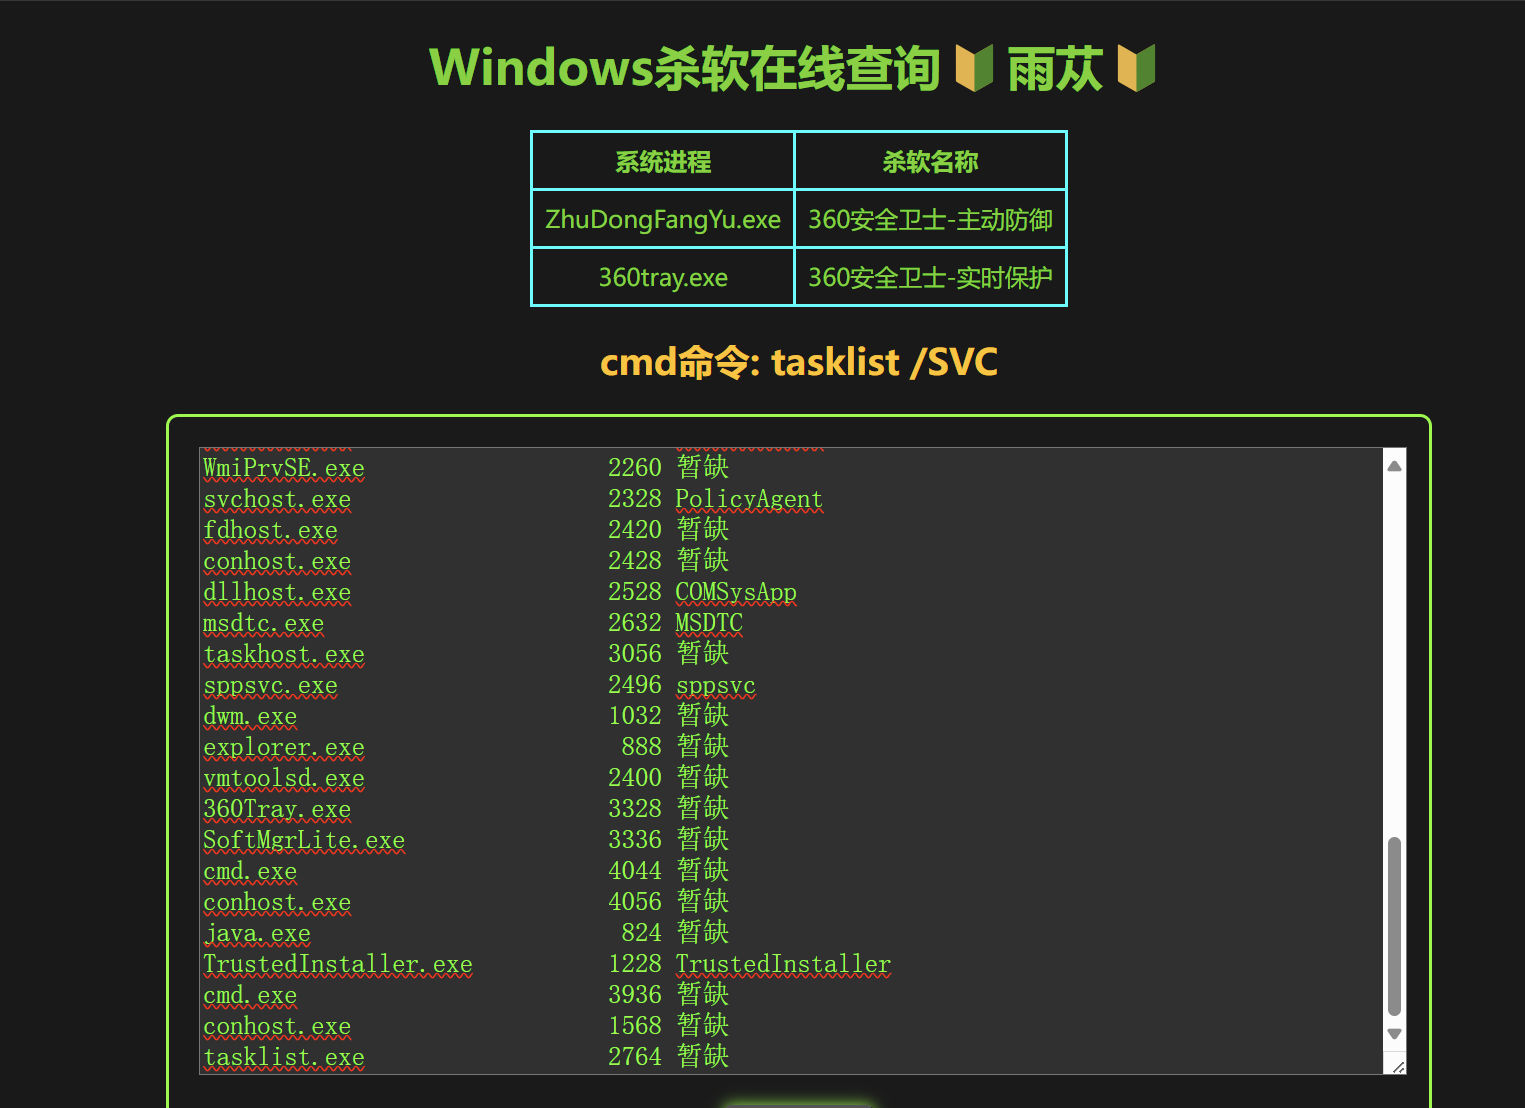 Windows杀软在线查询🔰雨苁🔰
系统进程 杀软名称
ZhuDongFangYu.exe 360安全卫士-主动防御
360tray.exe 360安全卫士-实时保护
cmd命令: tasklist /SVC
WmiPrvSE.exe 2260 暂缺
svchost.exe 2328 PolicyAgent
fdhost.exe 2420 暂缺
conhost.exe 2428 暂缺
dllhost.exe 2528 COMSysApp
msdtc.exe 2632 MSDTC
taskhost.exe 3056 暂缺
sppsvc.exe 2496 sppsvc
dwm.exe 1032 暂缺
explorer.exe 888 暂缺
vmtoolsd.exe 2400 暂缺
360Tray.exe 3328 暂缺
SoftMgrLite.exe 3336 暂缺
cmd.exe 4044 暂缺
conhost.exe 4056 暂缺
java.exe 824 暂缺
TrustedInstaller.exe 1228 TrustedInstaller
cmd.exe 3936 暂缺
conhost.exe 1568 暂缺
tasklist.exe 2764 暂缺